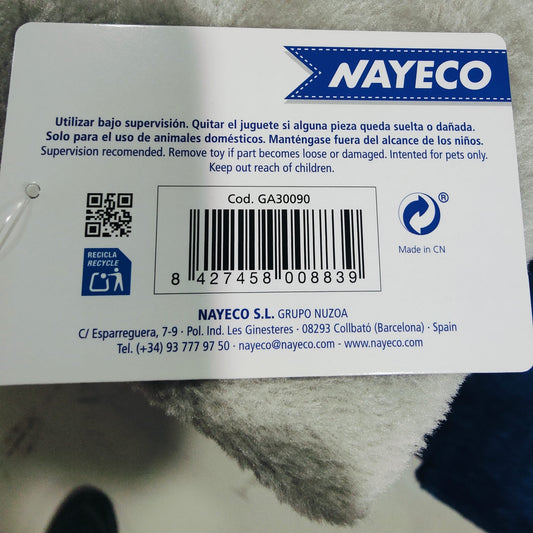 NAYECO
Utilizar bajo supervisión. Quitar el juguete si alguna pieza queda suelta o dañada.
Solo para el uso de animales domésticos. Manténgase fuera del alcance de los niños.
Supervision recomended. Remove toy if part becomes loose or damaged. Intented for pets only.
Keep out reach of children.
Cod. GA30090
8 427458 008839
RECICLA
RECYCLE
®
Made in CN
NAYECO S.L. GRUPO NUZOA
C/ Esparreguera, 7-9 · Pol. Ind. Les Ginesteres · 08293 Collbató (Barcelona) · Spain
Tel. (+34) 93 777 97 50 · nayeco@nayeco.com · www.nayeco.com